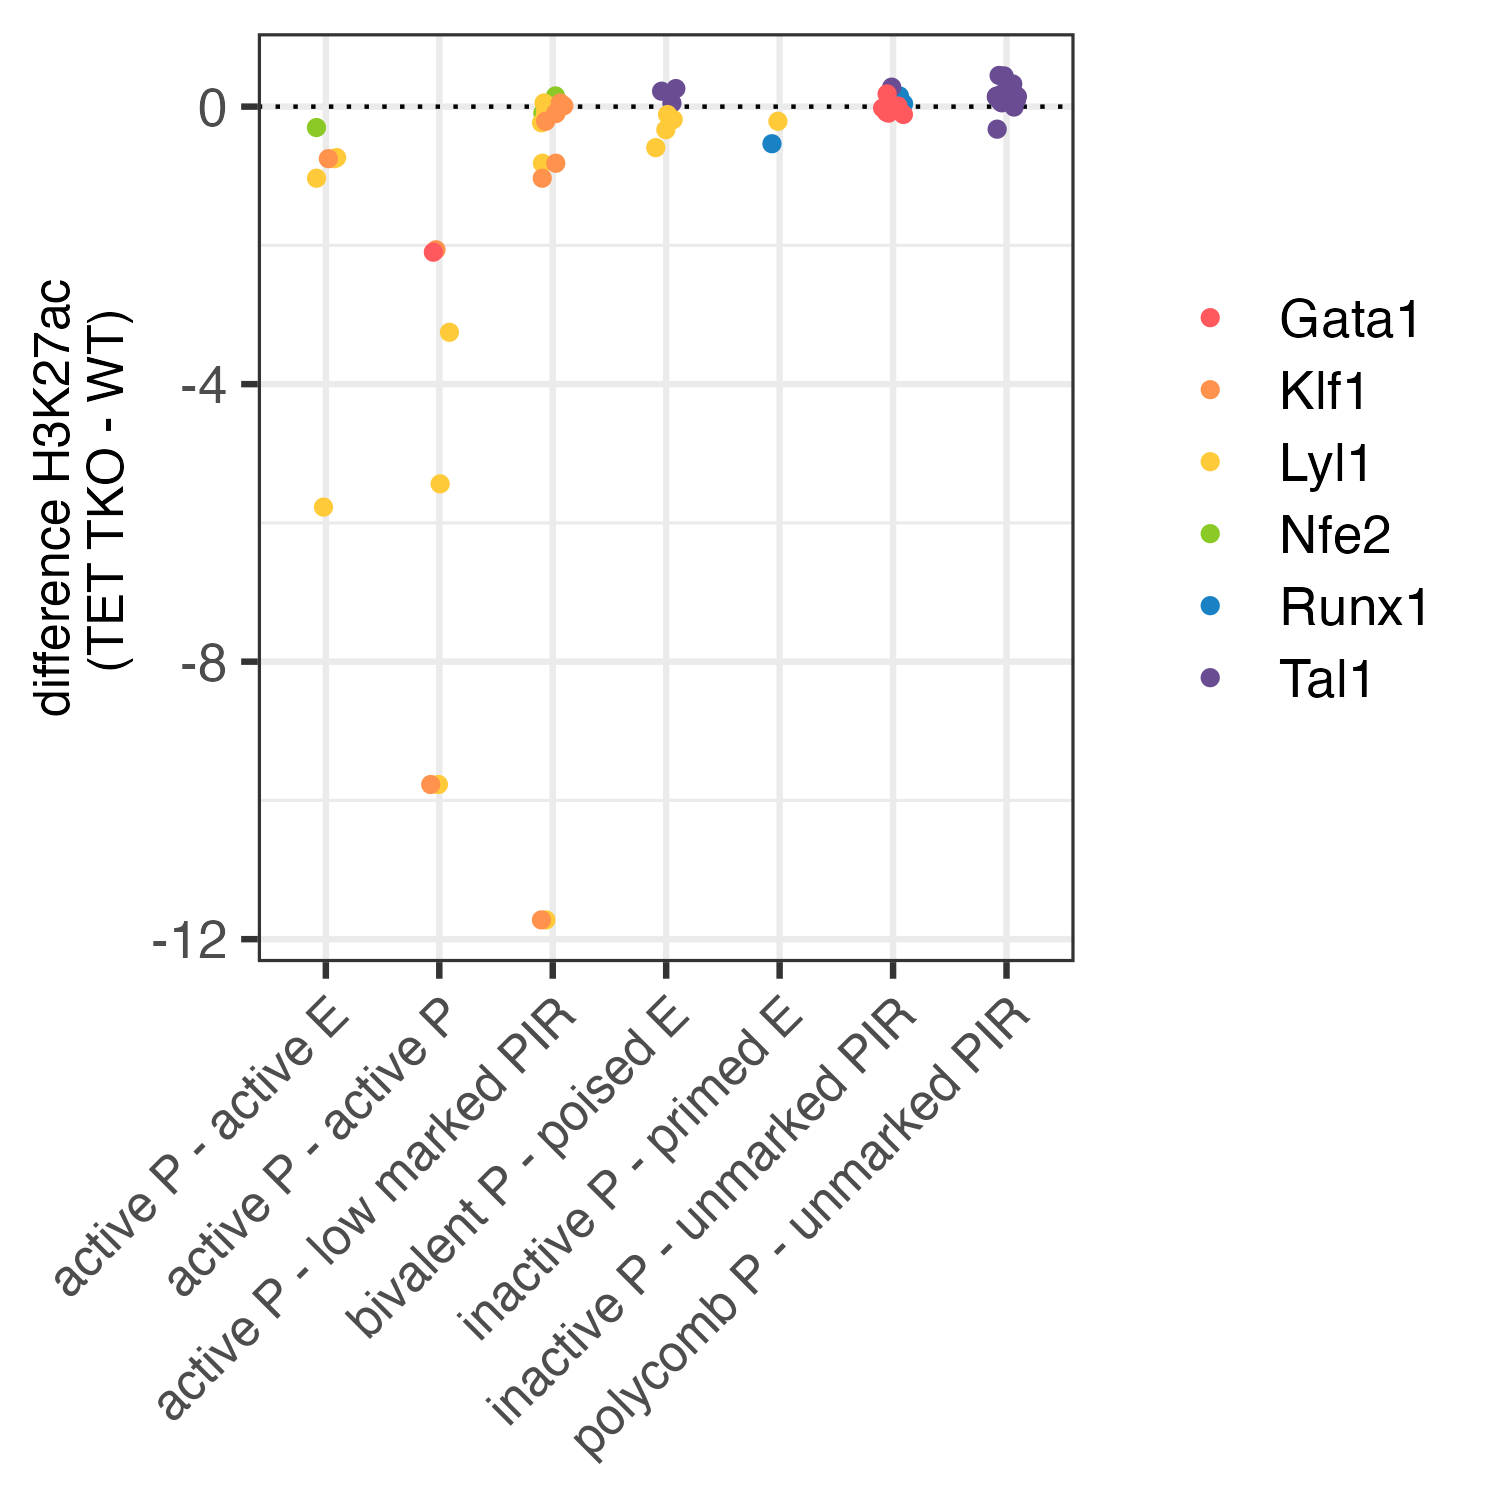 difference H3K27ac
(TET TKO - WT)
0
-4
-8
-12
active P - active E
active P - active P
active P - low marked PIR
bivalent P - poised E
inactive P - primed E
inactive P - unmarked PIR
polycomb P - unmarked PIR
Gata1
Klf1
Lyl1
Nfe2
Runx1
Tal1